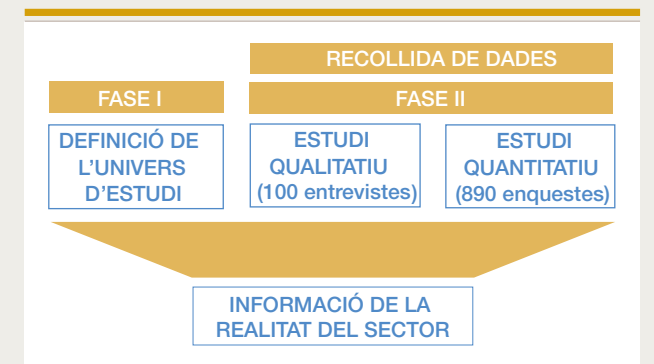 RECOLLIDA DE DADES
FASE I
FASE II
DEFINICIÓ DE
L’UNIVERS
D’ESTUDI
ESTUDI
QUALITATIU
(100 entrevistes)
ESTUDI
QUANTITATIU
(890 enquestes)
INFORMACIÓ DE LA
REALITAT DEL SECTOR